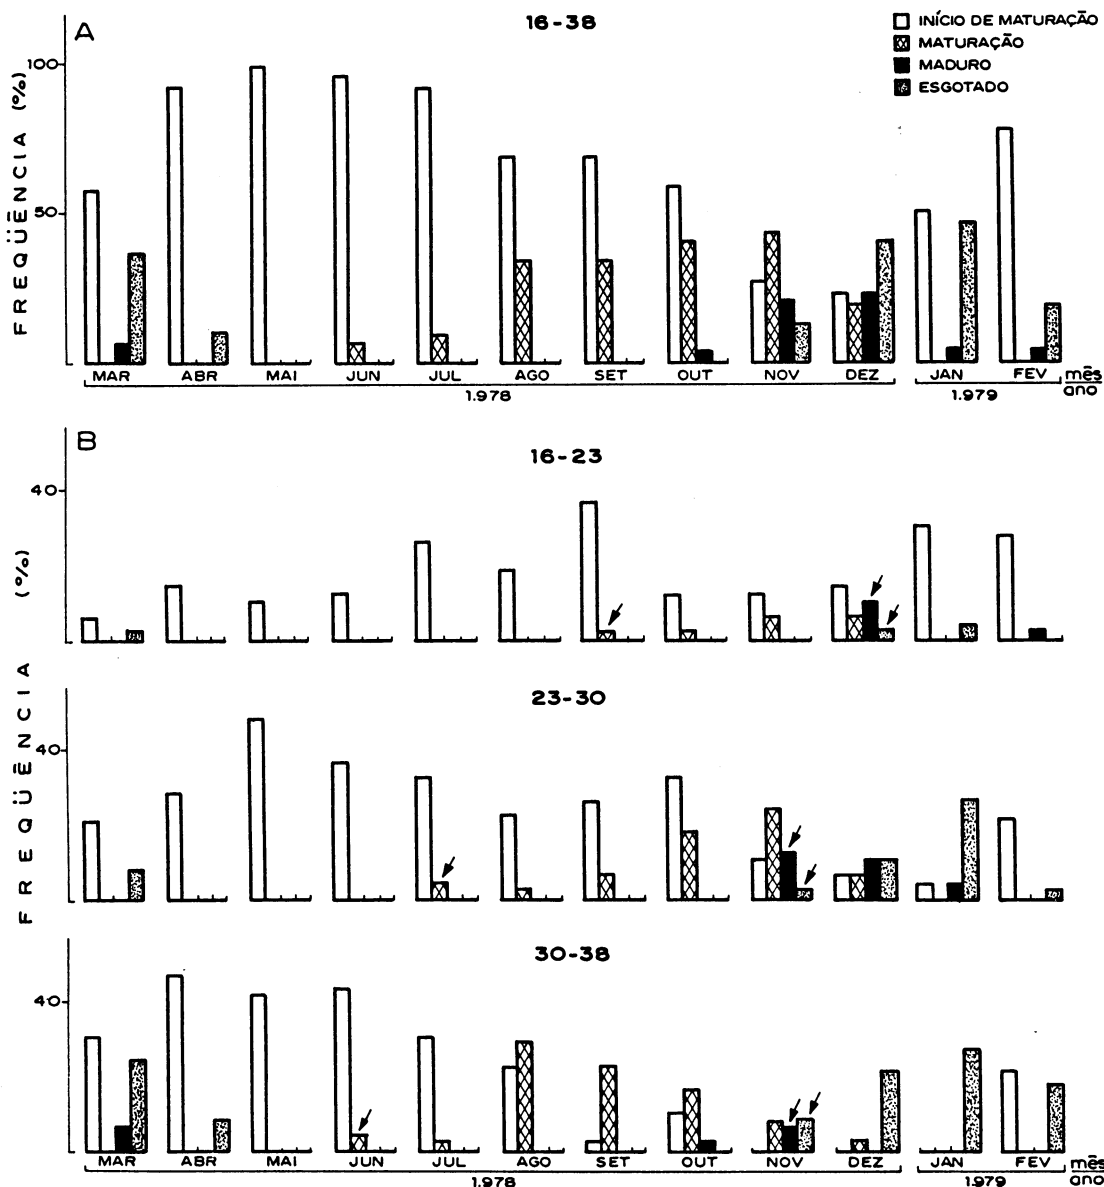 A
16-38
INÍCIO DE MATURAÇÃO
MATURAÇÃO
MADURO
ESGOTADO
FREQÜÊNCIA (%)
100
50
MAR ABR MAI JUN JUL AGO SET OUT NOV DEZ JAN FEV mês
1.978 1.979 ano
B
16-23
40
FREQÜÊNCIA (%)
23-30
40
30-38
40
MAR ABR MAI JUN JUL AGO SET OUT NOV DEZ JAN FEV mês
1.978 1.979 ano